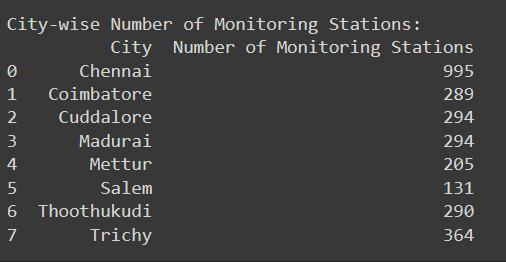 City-wise Number of Monitoring Stations:
City Number of Monitoring Stations
0 Chennai 995
1 Coimbatore 289
2 Cuddalore 294
3 Madurai 294
4 Mettur 205
5 Salem 131
6 Thoothukudi 290
7 Trichy 364